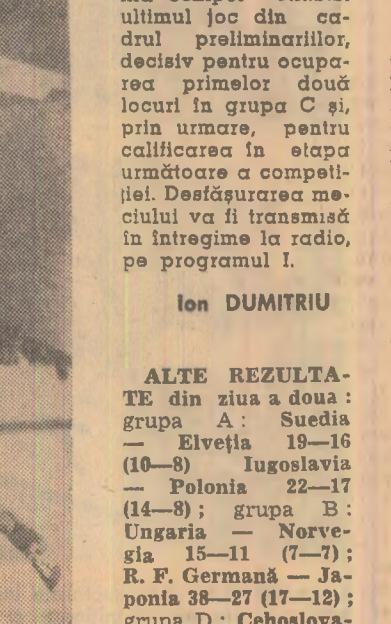 ultimul joc din ca-
drul preliminariilor,
decisiv pentru ocupa-
rea primelor două
locuri în grupa C și,
prin urmare, pentru
calificarea în etapa
următoare a competi-
ției. Desfășurarea me-
ciului va fi transmisă
în întregime la radio,
pe programul I.
Ion DUMITRIU
ALTE REZULTA-
TE din ziua a doua :
grupa A : Suedia
— Elveția 19—16
(10—8) Iugoslavia
— Polonia 22—17
(14—8) ; grupa B :
Ungaria — Norve-
gia 15—11 (7—7) ;
R. F. Germană — Ja-
ponia 38—27 (17—12) ;
grupa D : Cehoslova-